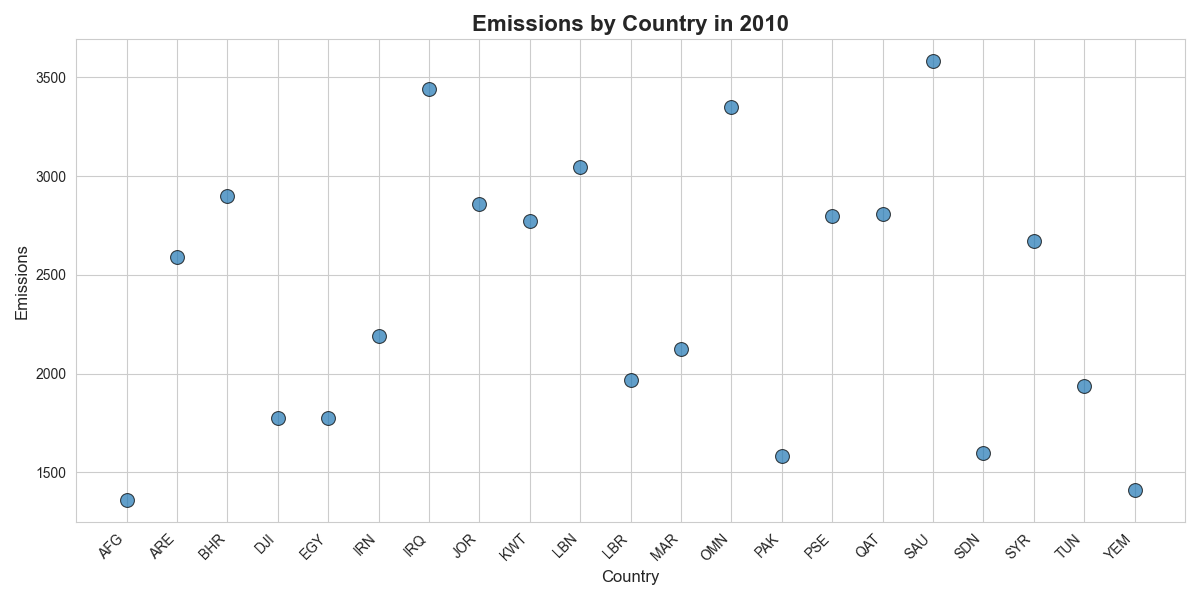 Emissions by Country in 2010
Emissions
3500
3000
2500
2000
1500
AFG
ARE
BHR
DJI
EGY
IRN
IRQ
JOR
KWT
LBN
LBR
MAR
OMN
PAK
PSE
QAT
SAU
SDN
SYR
TUN
YEM
Country